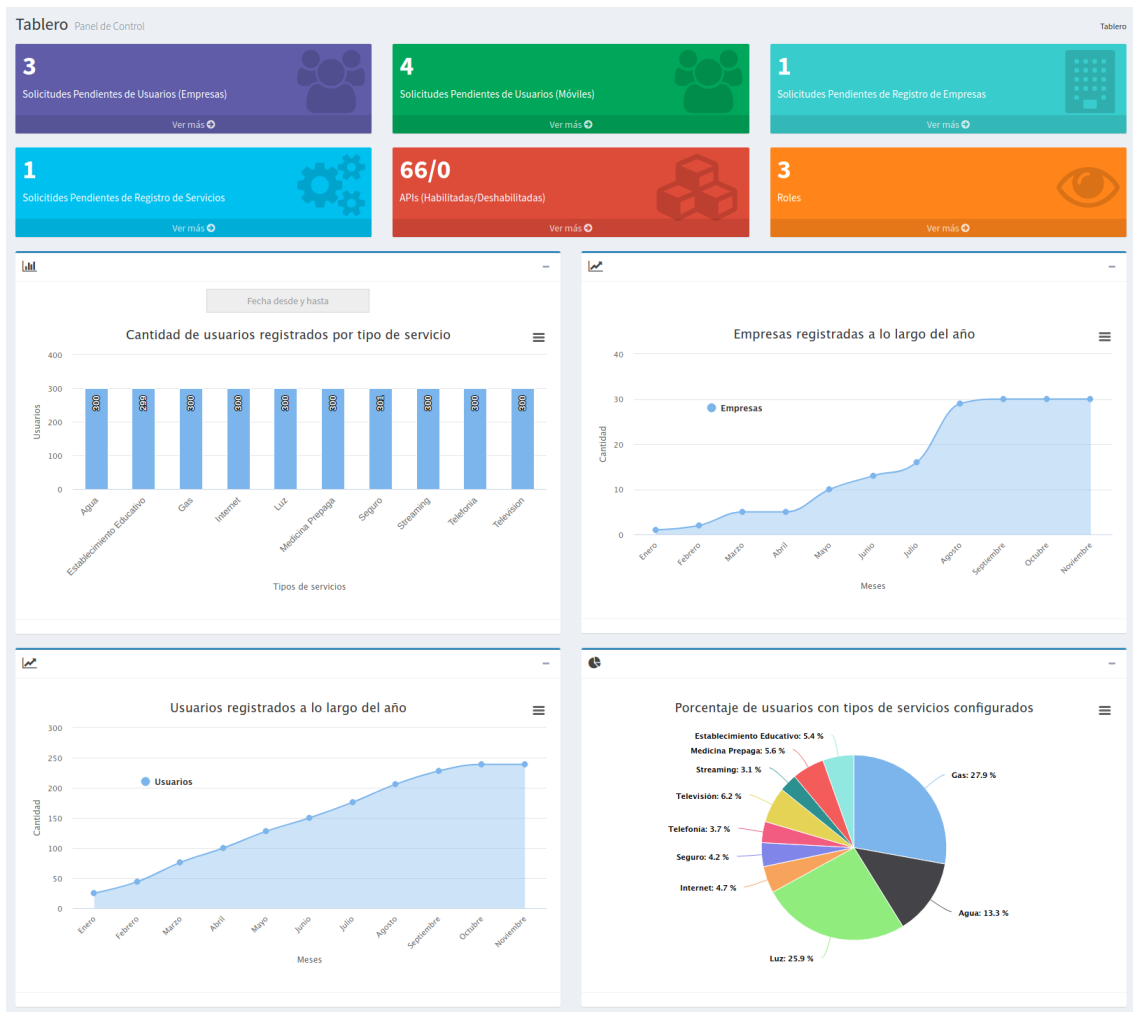 Tablero Panel de Control
Tablero
3
Solicitudes Pendientes de Usuarios (Empresas)
Ver más
4
Solicitudes Pendientes de Usuarios (Móviles)
Ver más
1
Solicitudes Pendientes de Registro de Empresas
Ver más
1
Solicitides Pendientes de Registro de Servicios
Ver más
66/0
APIs (Habilitadas/Deshabilitadas)
Ver más
3
Roles
Ver más
Fecha desde y hasta
Cantidad de usuarios registrados por tipo de servicio
Usuarios
400
300
200
100
0
300
299
300
300
300
300
301
300
300
300
Agua
Establecimiento Educativo
Gas
Internet
Luz
Medicina Prepaga
Seguro
Streaming
Telefonia
Television
Tipos de servicios
Empresas registradas a lo largo del año
Cantidad
40
30
20
10
0
Empresas
Enero
Febrero
Marzo
Abril
Mayo
Junio
Julio
Agosto
Septiembre
Octubre
Noviembre
Meses
Usuarios registrados a lo largo del año
Cantidad
300
250
200
150
100
50
0
Usuarios
Enero
Febrero
Marzo
Abril
Mayo
Junio
Julio
Agosto
Septiembre
Octubre
Noviembre
Meses
Porcentaje de usuarios con tipos de servicios configurados
Establecimiento Educativo: 5.4 %
Medicina Prepaga: 5.6 %
Streaming: 3.1 %
Televisión: 6.2 %
Telefonía: 3.7 %
Seguro: 4.2 %
Internet: 4.7 %
Luz: 25.9 %
Gas: 27.9 %
Agua: 13.3 %